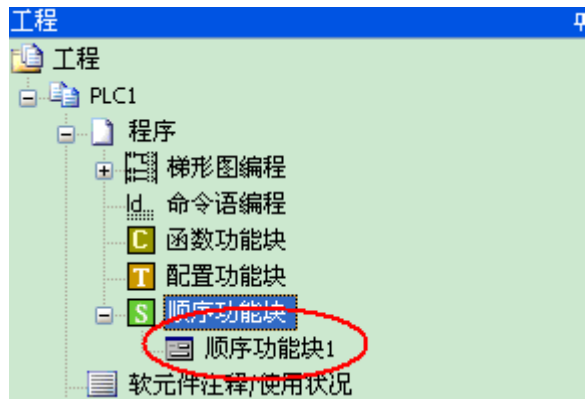 工程
工程
PLC1
程序
梯形图编程
ld... 命令语编程
C 函数功能块
T 配置功能块
S 顺序功能块
顺序功能块1
软元件注释/使用状况